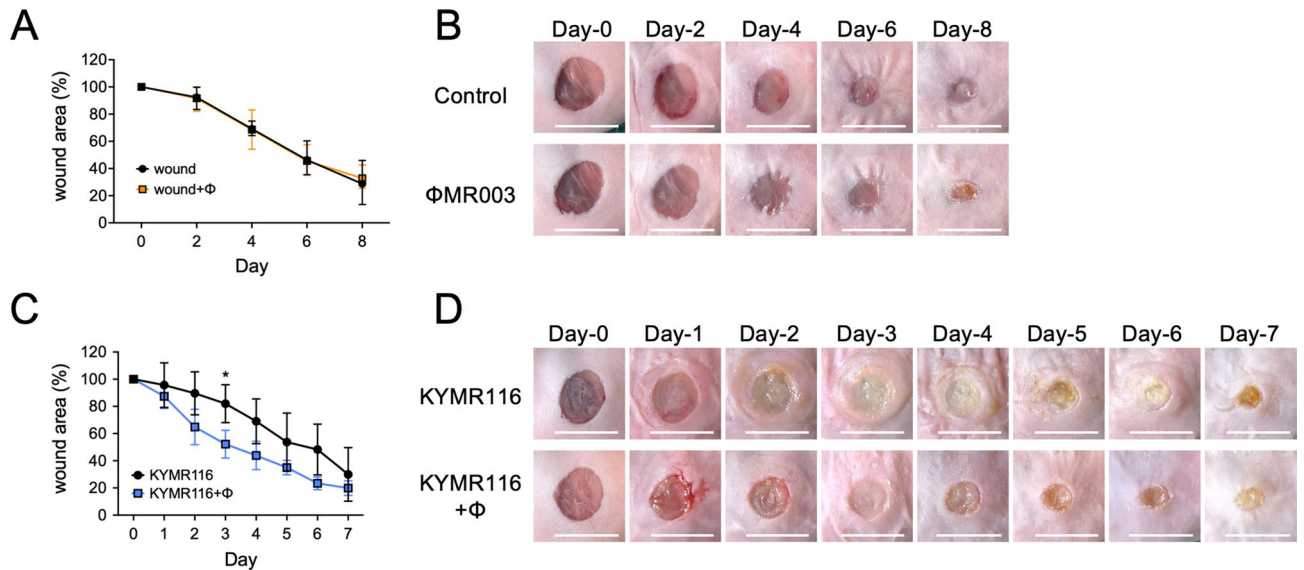 A
wound area (%)
120
100
80
60
40
20
0
wound
wound+Φ
0 2 4 6 8
Day
B
Day-0 Day-2 Day-4 Day-6 Day-8
Control
ΦMR003
C
wound area (%)
120
100
80
60
40
20
0
*
KYMR116
KYMR116+Φ
0 1 2 3 4 5 6 7
Day
D
Day-0 Day-1 Day-2 Day-3 Day-4 Day-5 Day-6 Day-7
KYMR116
KYMR116
+Φ